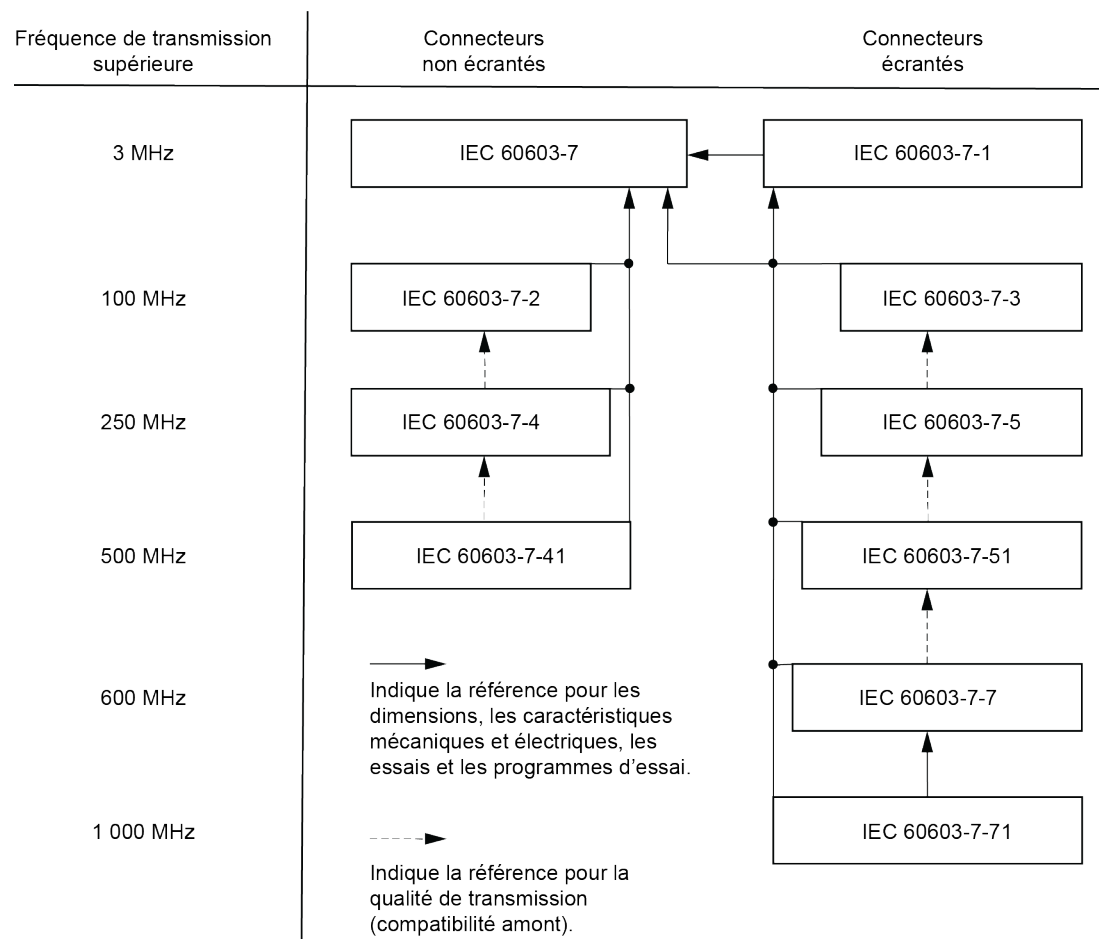 Fréquence de transmission
supérieure
Connecteurs
non écrantés
Connecteurs
écrantés
3 MHz
IEC 60603-7
IEC 60603-7-1
100 MHz
IEC 60603-7-2
IEC 60603-7-3
250 MHz
IEC 60603-7-4
IEC 60603-7-5
500 MHz
IEC 60603-7-41
IEC 60603-7-51
600 MHz
IEC 60603-7-7
1 000 MHz
IEC 60603-7-71
Indique la référence pour les
dimensions, les caractéristiques
mécaniques et électriques, les
essais et les programmes d’essai.
Indique la référence pour la
qualité de transmission
(compatibilité amont).